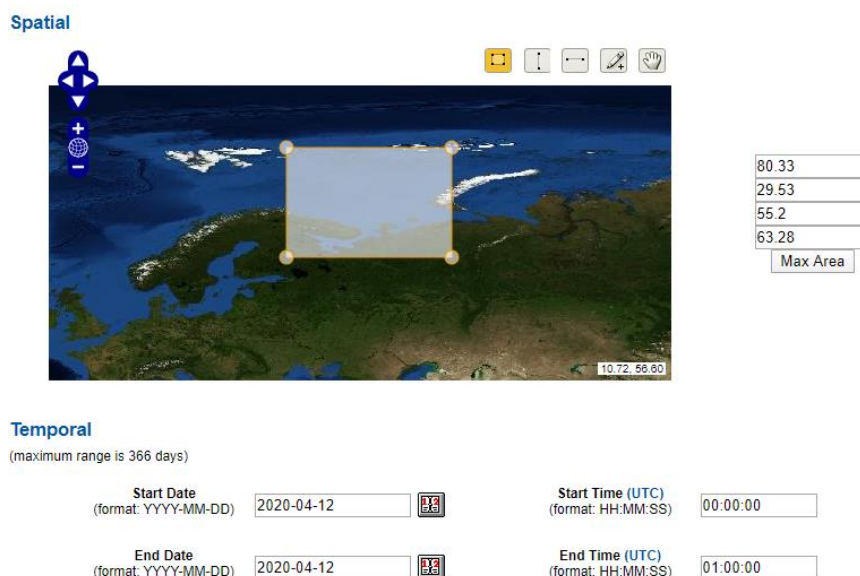 Spatial
80.33
29.53
55.2
63.28
Max Area
10.72, 56.60
Temporal
(maximum range is 366 days)
Start Date
(format: YYYY-MM-DD)
2020-04-12
Start Time (UTC)
(format: HH:MM:SS)
00:00:00
End Date
(format: YYYY-MM-DD)
2020-04-12
End Time (UTC)
(format: HH:MM:SS)
01:00:00